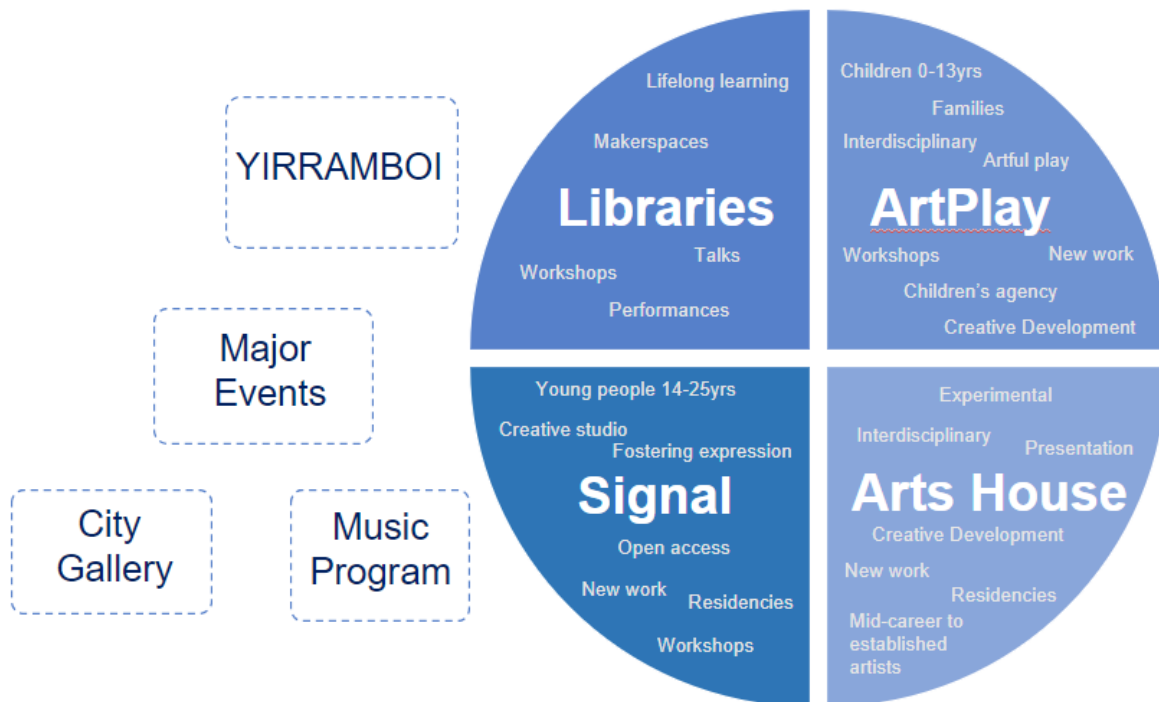 YIRRAMBOI
Major
Events
City
Gallery
Music
Program
Lifelong learning
Makerspaces
Libraries
Talks
Workshops
Performances
Children 0-13yrs
Families
Interdisciplinary
Artful play
ArtPlay
Workshops
New work
Children’s agency
Creative Development
Young people 14-25yrs
Creative studio
Fostering expression
Signal
Open access
New work
Residencies
Workshops
Experimental
Interdisciplinary
Presentation
Arts House
Creative Development
New work
Residencies
Mid-career to
established
artists